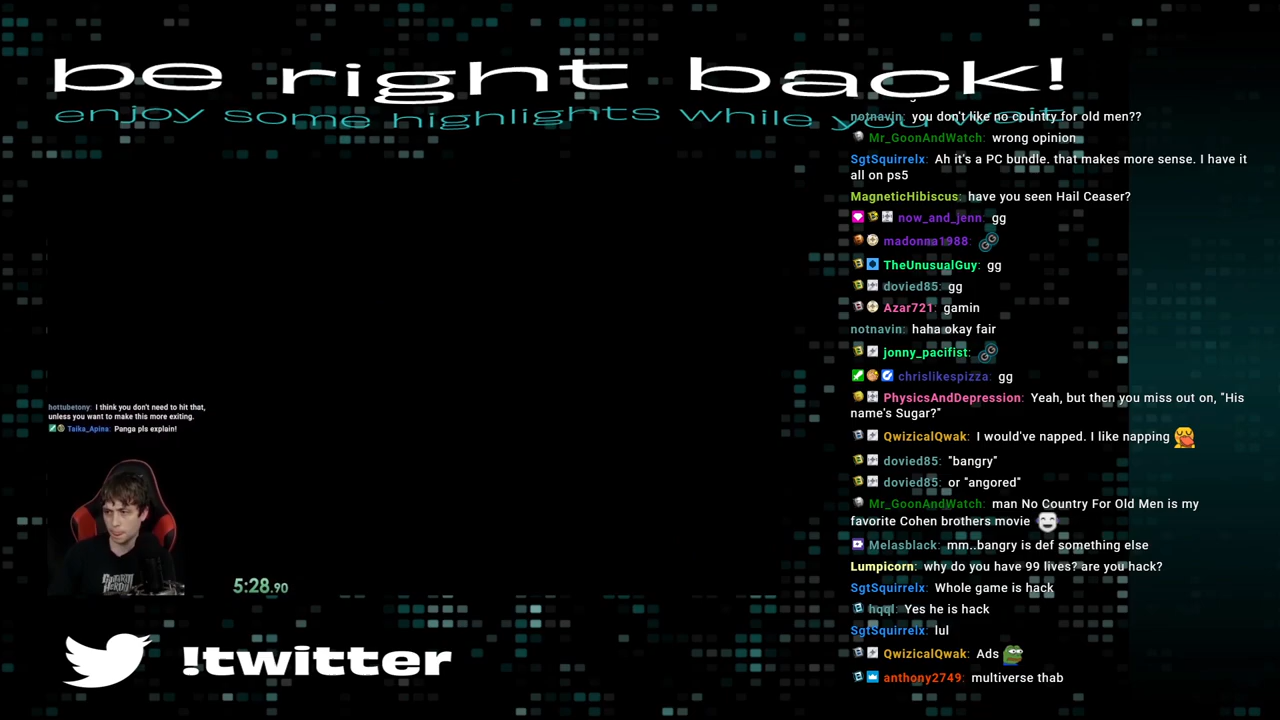 be right back!
enjoy some highlights while you wait
notnavin: you don't like no country for old men??
Mr_GoonAndWatch: wrong opinion
SgtSquirrelx: Ah it's a PC bundle. that makes more sense. I have it
all on ps5
MagneticHibiscus: have you seen Hail Ceaser?
now_and_jenn: gg
madonna1988:
TheUnusualGuy: gg
dovied85: gg
Azar721: gamin
notnavin: haha okay fair
jonny_pacifist:
chrislikespizza: gg
PhysicsAndDepression: Yeah, but then you miss out on, "His
name's Sugar?"
QwizicalQwak: I would've napped. I like napping
dovied85: "bangry"
dovied85: or "angored"
Mr_GoonAndWatch: man No Country For Old Men is my
favorite Cohen brothers movie
Melasblack: mm..bangry is def something else
Lumpicorn: why do you have 99 lives? are you hack?
SgtSquirrelx: Whole game is hack
hqql: Yes he is hack
SgtSquirrelx: lul
QwizicalQwak: Ads
anthony2749: multiverse thab
hottubetony: I think you don't need to hit that,
unless you want to make this more exiting.
Taika_Apina: Panga pls explain!
5:28.90
!twitter